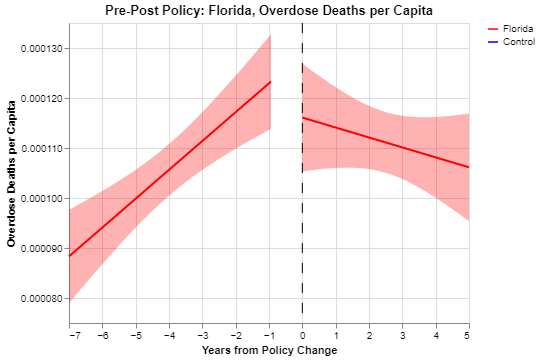 Pre-Post Policy: Florida, Overdose Deaths per Capita
Florida
Control
Overdose Deaths per Capita
0.000130
0.000120
0.000110
0.000100
0.000090
0.000080
−7 −6 −5 −4 −3 −2 −1 0 1 2 3 4 5
Years from Policy Change